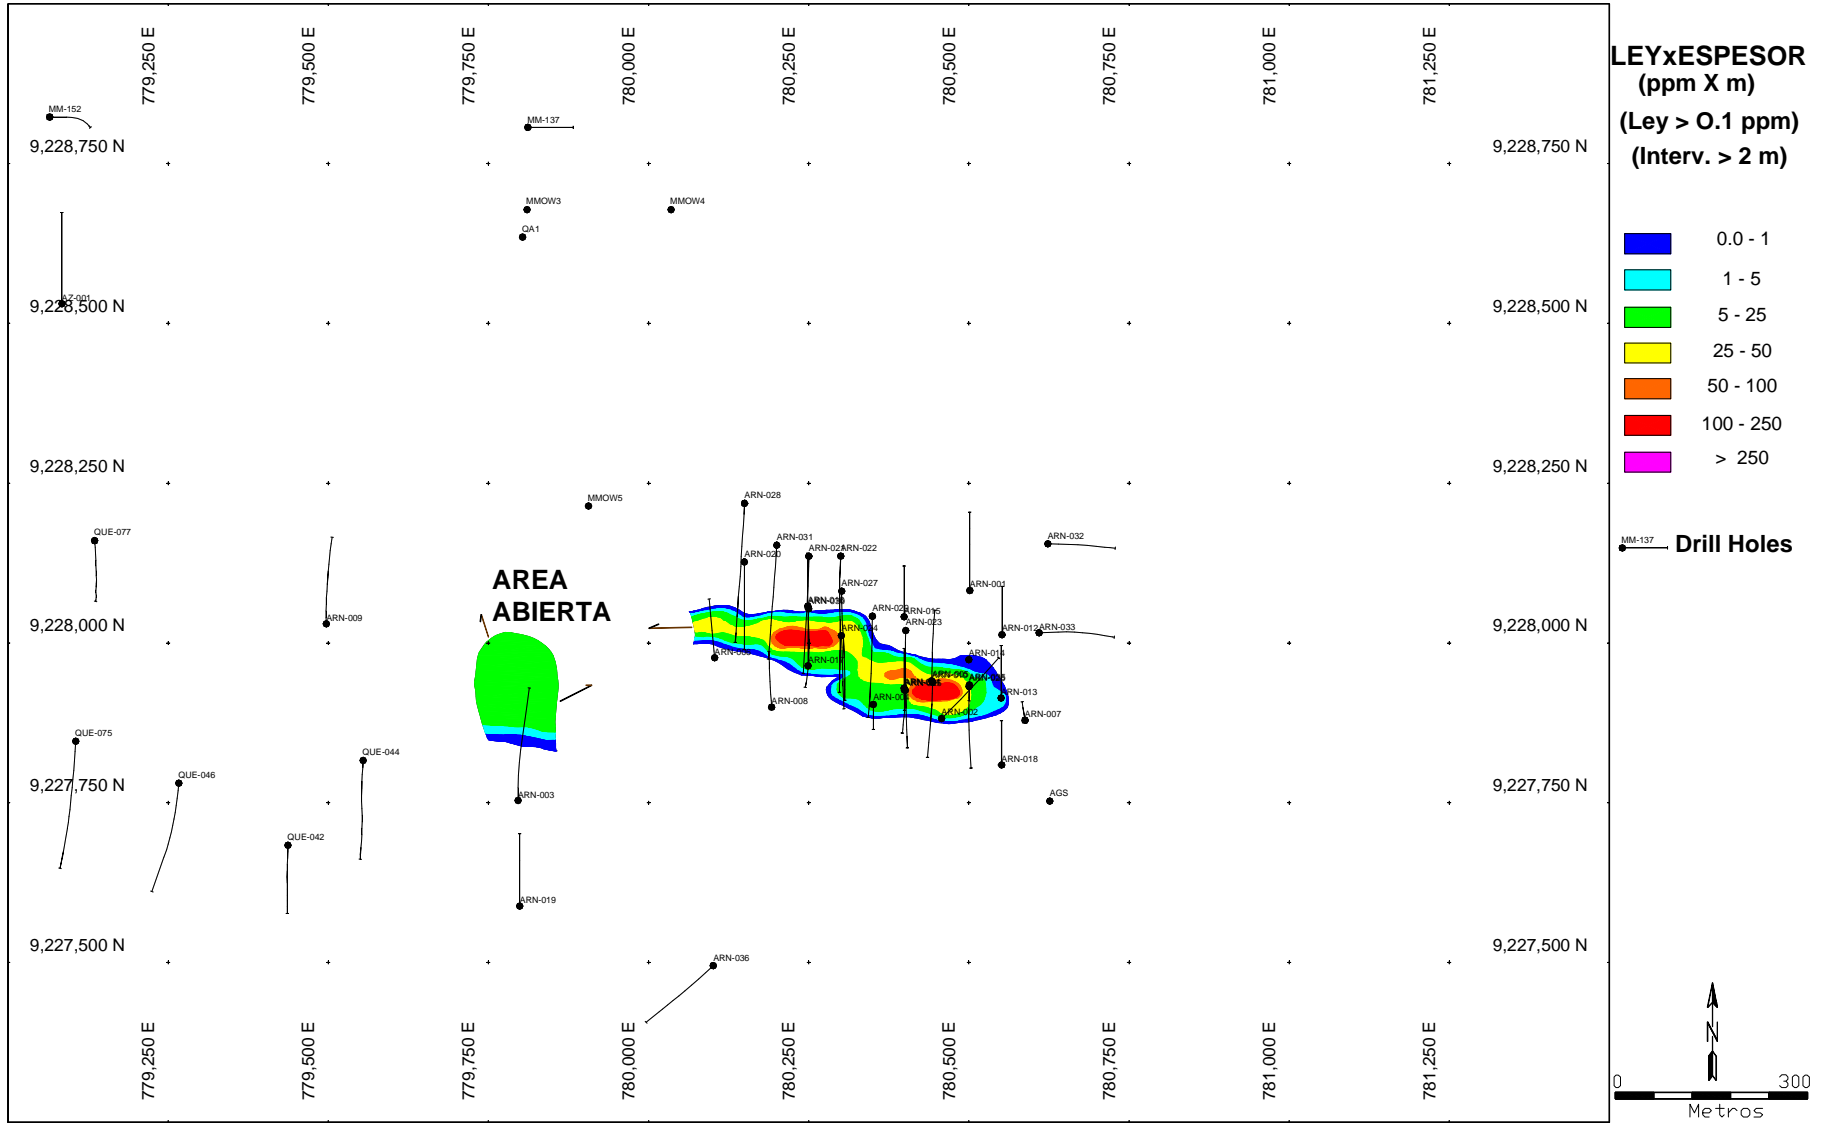 779,250 E
779,500 E
779,750 E
780,000 E
780,250 E
780,500 E
780,750 E
781,000 E
781,250 E
LEYxESPESOR
(ppm X m)
(Ley > O.1 ppm)
(Interv. > 2 m)
MM-152
MM-137
9,228,750 N
9,228,750 N
MMOW3
MMOW4
QA1
0.0 - 1
1 - 5
AZ-001
9,228,500 N
9,228,500 N
5 - 25
25 - 50
50 - 100
100 - 250
> 250
9,228,250 N
9,228,250 N
MMOW5
ARN-028
QUE-077
ARN-031
ARN-032
MM-137
Drill Holes
ARN-020
ARN-022
AREA
ABIERTA
ARN-027
ARN-001
ARN-009
ARN-015
9,228,000 N
9,228,000 N
ARN-023
ARN-012
ARN-033
ARN-014
ARN-017
ARN-013
ARN-008
ARN-002
ARN-007
QUE-075
QUE-044
ARN-018
QUE-046
9,227,750 N
9,227,750 N
ARN-003
AGS
QUE-042
ARN-019
9,227,500 N
9,227,500 N
ARN-036
779,250 E
779,500 E
779,750 E
780,000 E
780,250 E
780,500 E
780,750 E
781,000 E
781,250 E
N
0
300
Metros